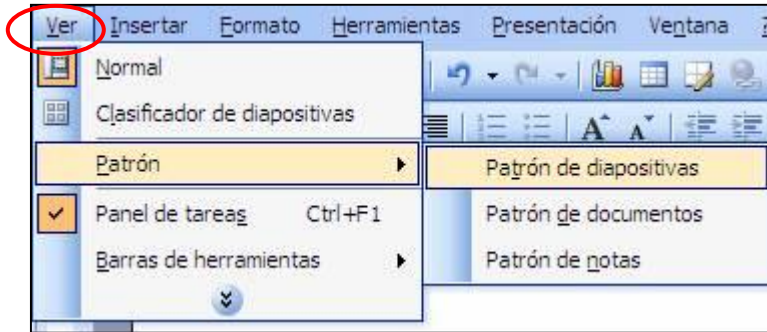 Ver Insertar Formato Herramientas Presentación Ventana ?
Normal
Clasificador de diapositivas
Patrón
Panel de tareas Ctrl+F1
Barras de herramientas
Patrón de diapositivas
Patrón de documentos
Patrón de notas